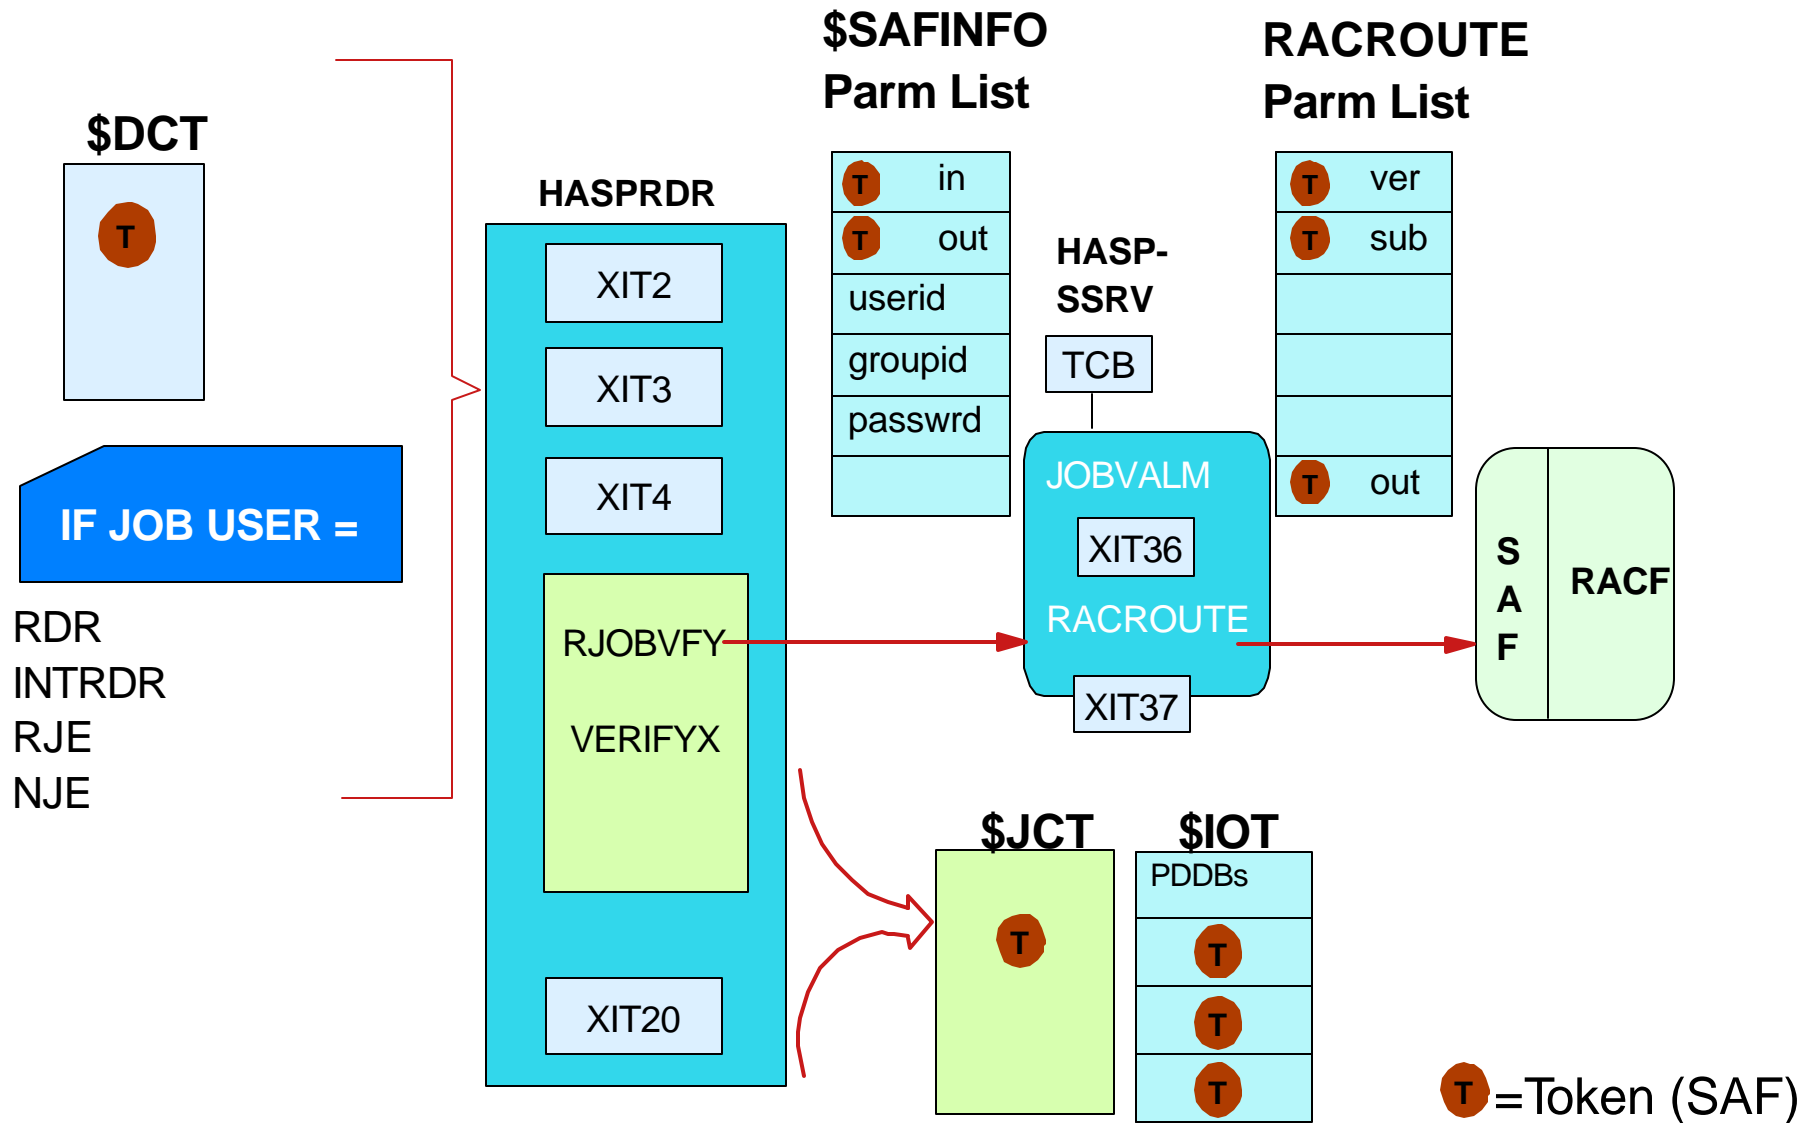 $SAFINFO
Parm List
RACROUTE
Parm List
$DCT
T
IF JOB USER =
RDR
INTRDR
RJE
NJE
HASPRDR
XIT2
XIT3
XIT4
RJOBVFY
VERIFYX
XIT20
T in
T out
userid
groupid
passwrd
HASP-
SSRV
TCB
JOBVALM
XIT36
RACROUTE
XIT37
T ver
T sub
T out
S
A
F
RACF
$JCT
T
$IOT
PDDBs
T
T
T
T =Token (SAF)